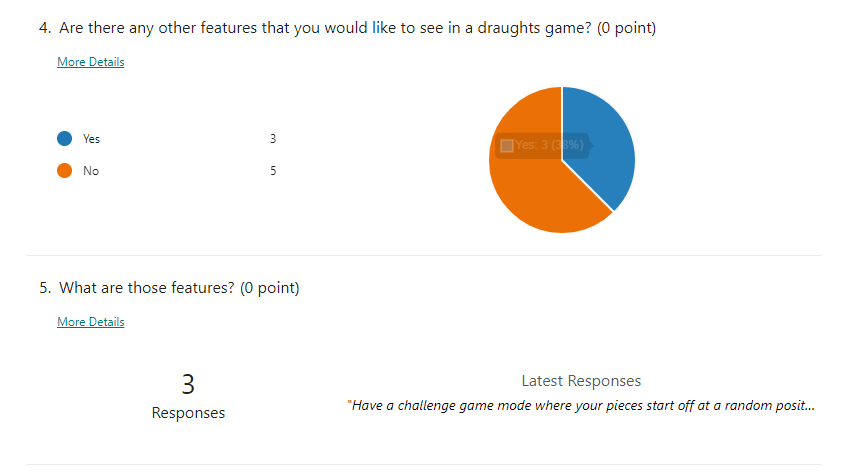 4. Are there any other features that you would like to see in a draughts game? (0 point)
More Details
Yes 3
No 5
Yes: 3 (38%)
5. What are those features? (0 point)
More Details
3
Responses
Latest Responses
"Have a challenge game mode where your pieces start off at a random posit...